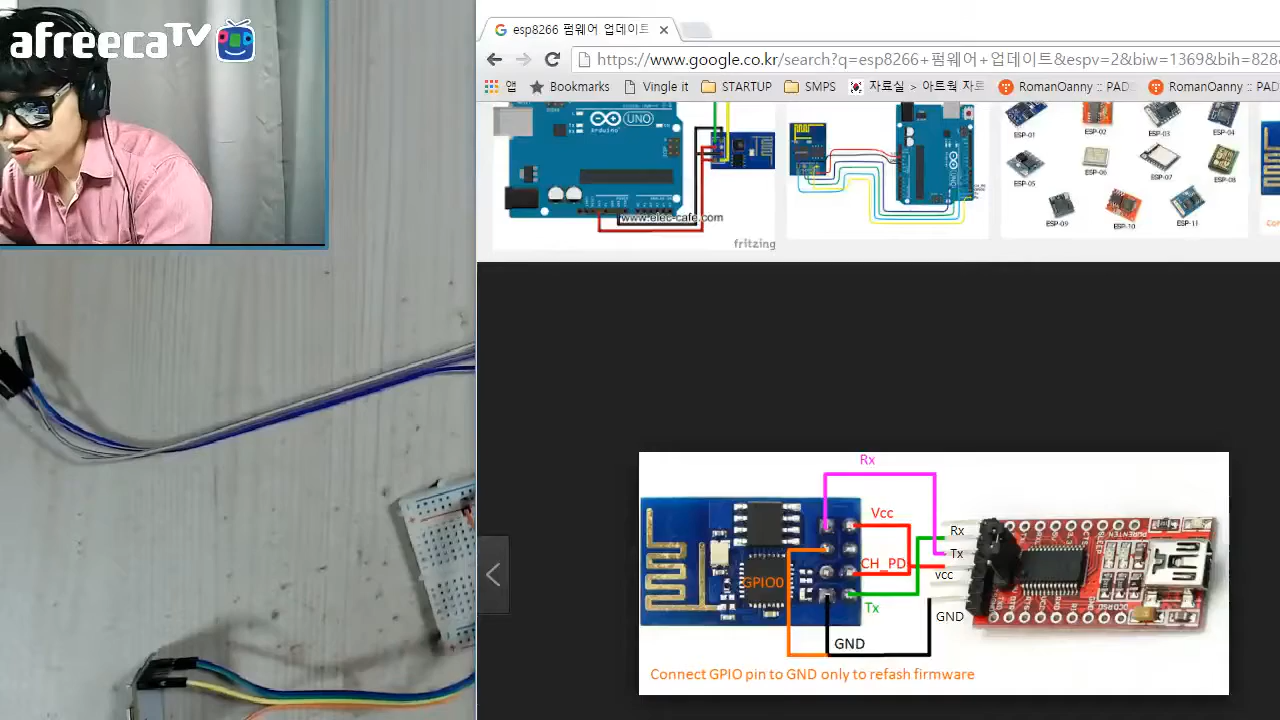 afreecaTV
esp8266 펌웨어 업데이트
https://www.google.co.kr/search?q=esp8266+펌웨어+업데이트&espv=2&biw=1369&bih=828
앱
Bookmarks
Vingle it
STARTUP
SMPS
자료실 > 아트웍 자료
RomanOanny :: PAD
RomanOanny :: PAD
UNO
Arduino
www.elec-cafe.com
fritzing
UNO
ESP-01
ESP-02
ESP-03
ESP-04
ESP-05
ESP-06
ESP-07
ESP-08
ESP-09
ESP-10
ESP-11
Rx
Vcc
CH_PD
GPIO0
Tx
GND
Rx
Tx
vcc
GND
Connect GPIO pin to GND only to refash firmware